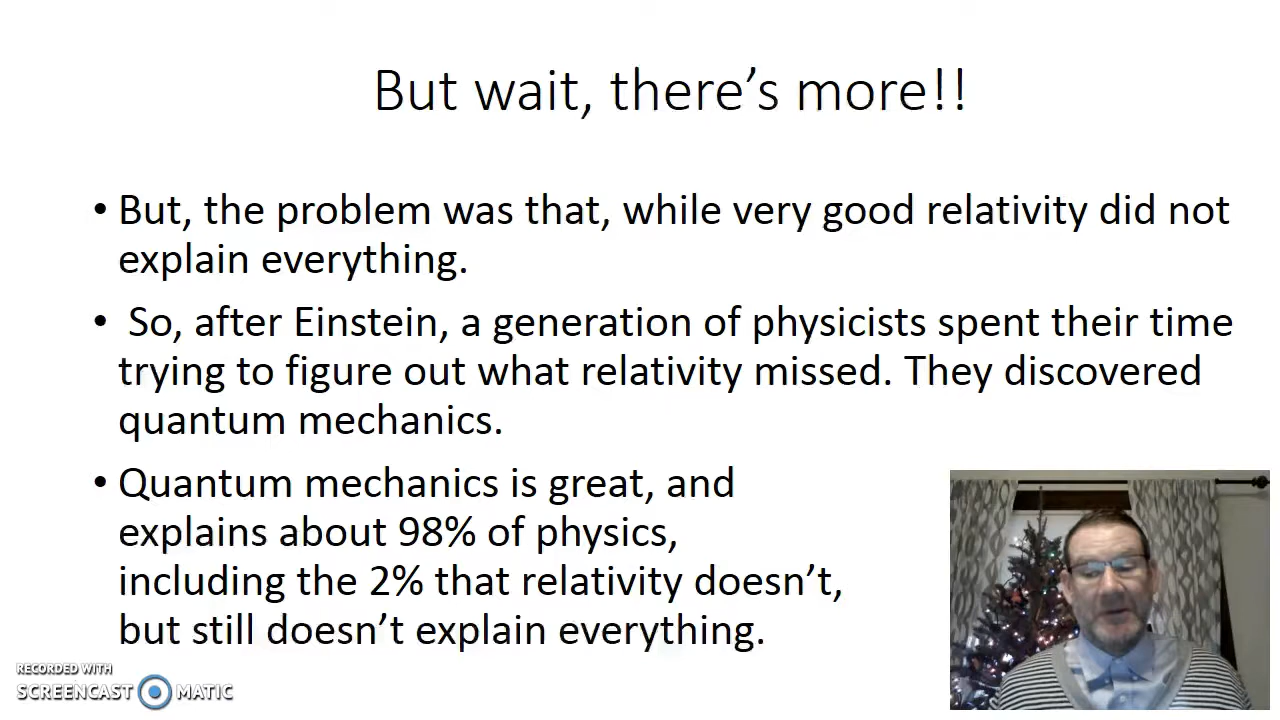 But wait, there’s more!!
• But, the problem was that, while very good relativity did not
explain everything.
• So, after Einstein, a generation of physicists spent their time
trying to figure out what relativity missed. They discovered
quantum mechanics.
• Quantum mechanics is great, and
explains about 98% of physics,
including the 2% that relativity doesn’t,
but still doesn’t explain everything.
RECORDED WITH
SCREENCAST MATIC